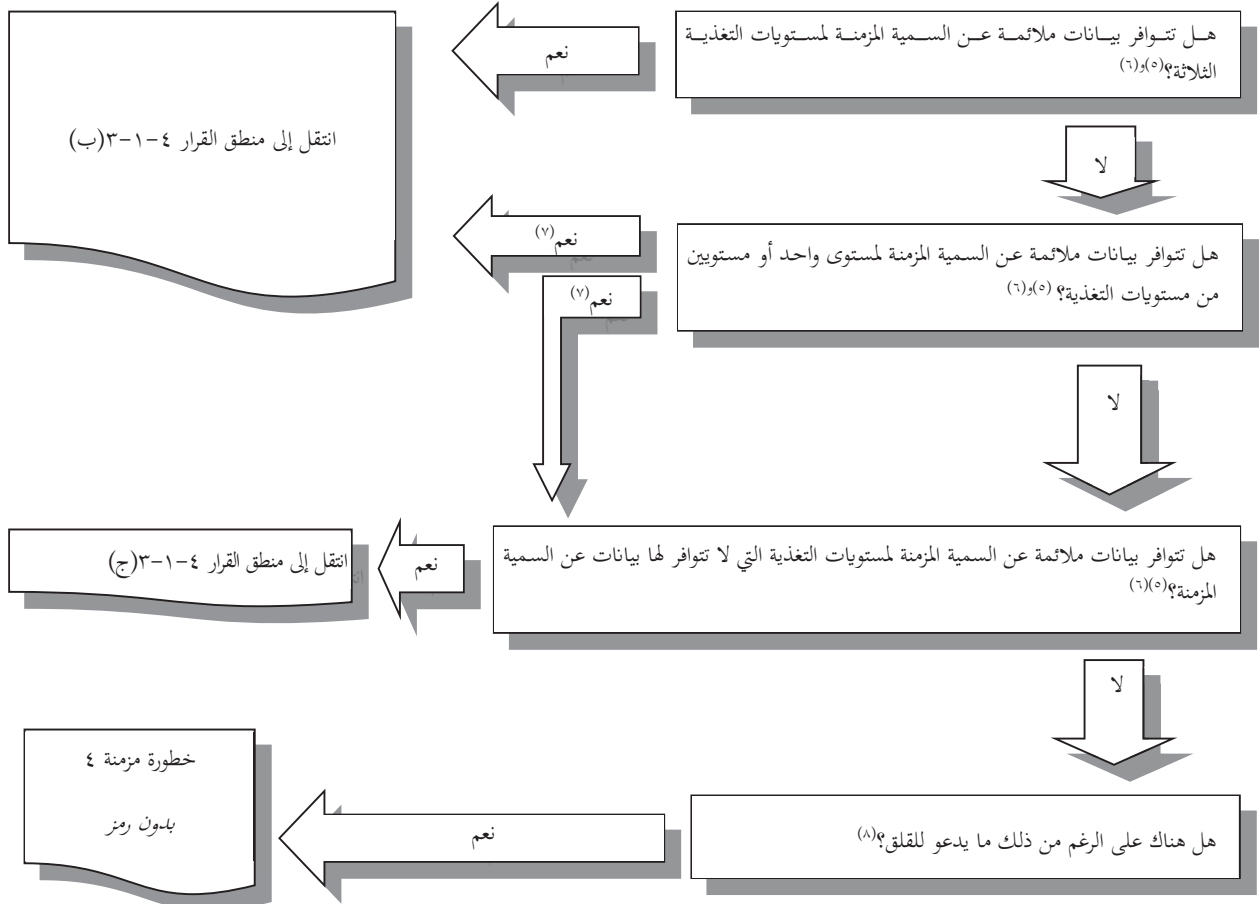 هل تتوافر بيانات ملائمة عن السمية المزمنة لمستويات التغذية
الثلاثة؟(٥)و(٦)
نعم
انتقل إلى منطق القرار ٤-١-٣(ب)
لا
هل تتوافر بيانات ملائمة عن السمية المزمنة لمستوى واحد أو مستويين
من مستويات التغذية؟ (٥)و(٦)
نعم(٧)
نعم(٧)
لا
هل تتوافر بيانات ملائمة عن السمية المزمنة لمستويات التغذية التي لا تتوافر لها بيانات عن السمية
المزمنة؟(٥)(٦)
نعم
انتقل إلى منطق القرار ٤-١-٣(ج)
لا
هل هناك على الرغم من ذلك ما يدعو للقلق؟(٨)
نعم
خطورة مزمنة ٤
بدون رمز